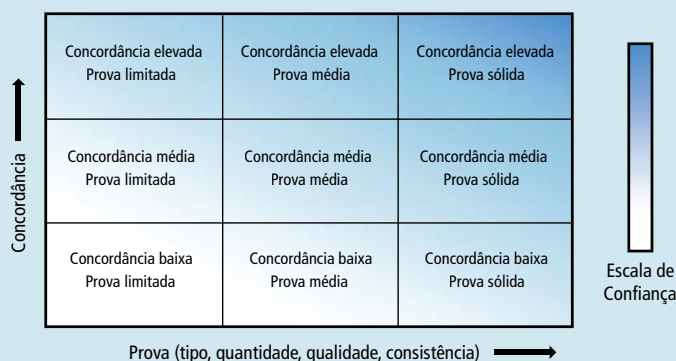 Concordância elevada
Prova limitada
Concordância elevada
Prova média
Concordância elevada
Prova sólida
Concordância média
Prova limitada
Concordância média
Prova média
Concordância média
Prova sólida
Concordância baixa
Prova limitada
Concordância baixa
Prova média
Concordância baixa
Prova sólida
Concordância
Prova (tipo, quantidade, qualidade, consistência)
Escala de
Confiança